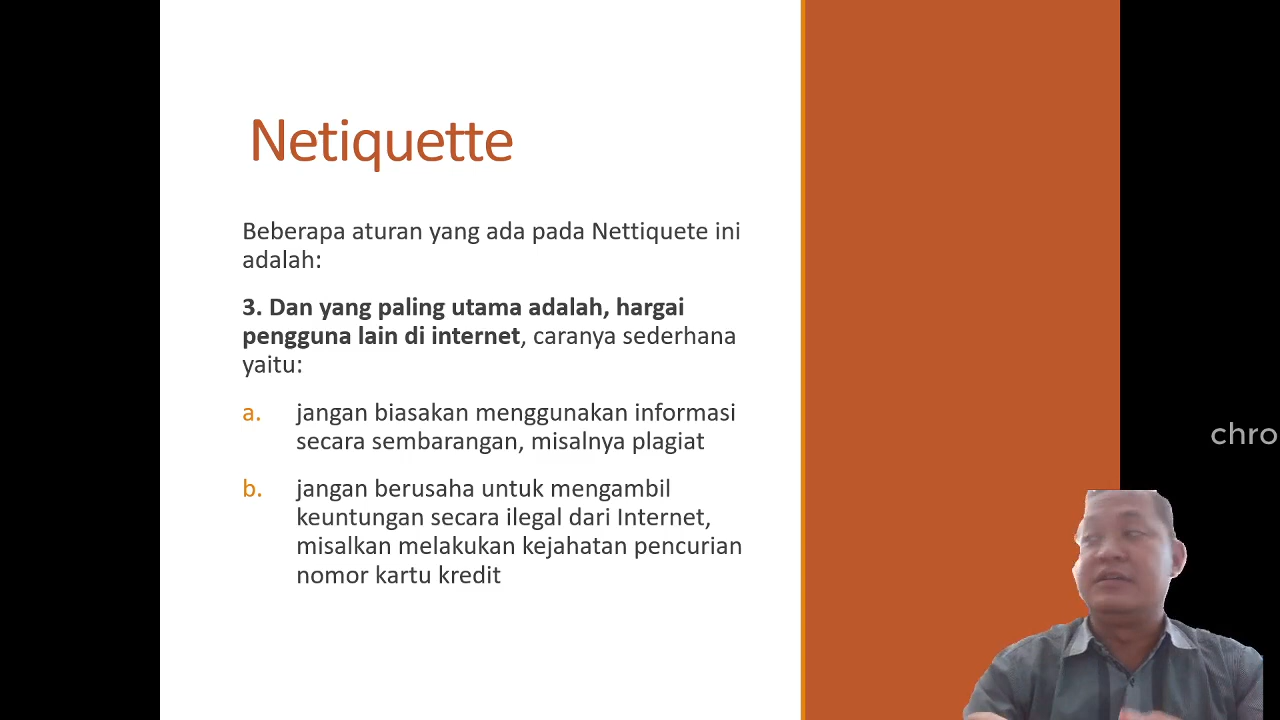 Netiquette
Beberapa aturan yang ada pada Nettiquete ini
adalah:
3. Dan yang paling utama adalah, hargai
pengguna lain di internet, caranya sederhana
yaitu:
a. jangan biasakan menggunakan informasi
secara sembarangan, misalnya plagiat
b. jangan berusaha untuk mengambil
keuntungan secara ilegal dari Internet,
misalkan melakukan kejahatan pencurian
nomor kartu kredit
chro